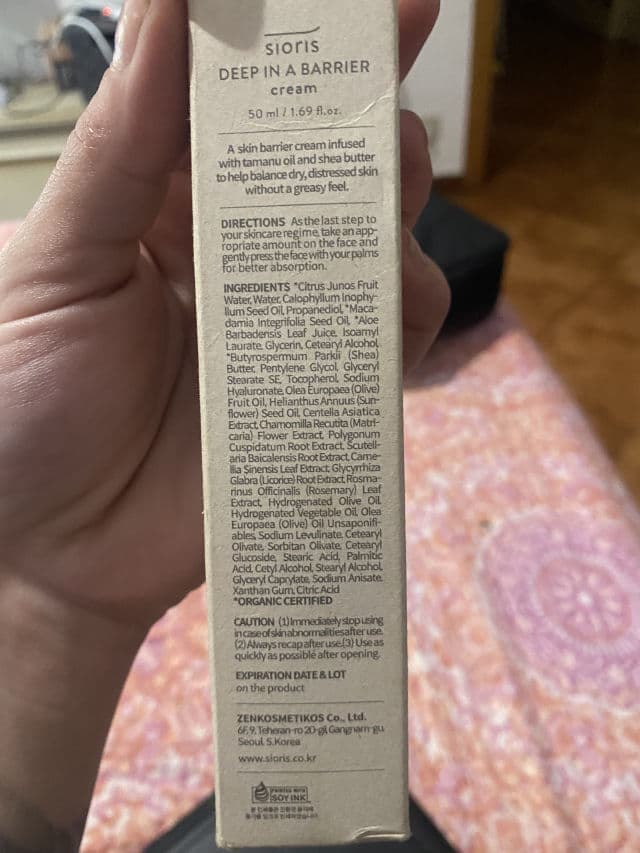 sioris
DEEP IN A BARRIER
cream
50 ml / 1.69 fl.oz.
A skin barrier cream infused
with tamanu oil and shea butter
to help balance dry, distressed skin
without a greasy feel.
DIRECTIONS As the last step to
your skincare regime, take an app-
ropriate amount on the face and
gently press the face with your palms
for better absorption.
INGREDIENTS *Citrus Junos Fruit
Water, Water, Calophyllum Inophy-
llum Seed Oil, Propanediol, *Maca-
damia Integrifolia Seed Oil, *Aloe
Barbadensis Leaf Juice, Isoamyl
Laurate, Glycerin, Cetearyl Alcohol,
*Butyrospermum Parkii (Shea)
Butter, Pentylene Glycol, Glyceryl
Stearate SE, Tocopherol, Sodium
Hyaluronate, Olea Europaea (Olive)
Fruit Oil, Helianthus Annuus (Sun-
flower) Seed Oil, Centella Asiatica
Extract, Chamomilla Recutita (Matri-
caria) Flower Extract, Polygonum
Cuspidatum Root Extract, Scutell-
aria Baicalensis Root Extract, Came-
llia Sinensis Leaf Extract, Glycyrrhiza
Glabra (Licorice) Root Extract, Rosma-
rinus Officinalis (Rosemary) Leaf
Extract, Hydrogenated Olive Oil,
Hydrogenated Vegetable Oil, Olea
Europaea (Olive) Oil Unsaponifi-
ables, Sodium Levulinate, Cetearyl
Olivate, Sorbitan Olivate, Cetearyl
Glucoside, Stearic Acid, Palmitic
Acid, Cetyl Alcohol, Stearyl Alcohol,
Glyceryl Caprylate, Sodium Anisate,
Xanthan Gum, Citric Acid
*ORGANIC CERTIFIED
CAUTION (1)Immediately stop using
in case of skin abnormalities after use.
(2)Always recap after use.(3) Use as
quickly as possible after opening.
EXPIRATION DATE & LOT
on the product
ZENKOSMETIKOS Co., Ltd.
6F, 9, Teheran-ro 20-gil, Gangnam-gu,
Seoul, S.Korea
www.sioris.co.kr
PRINTED WITH
SOY INK